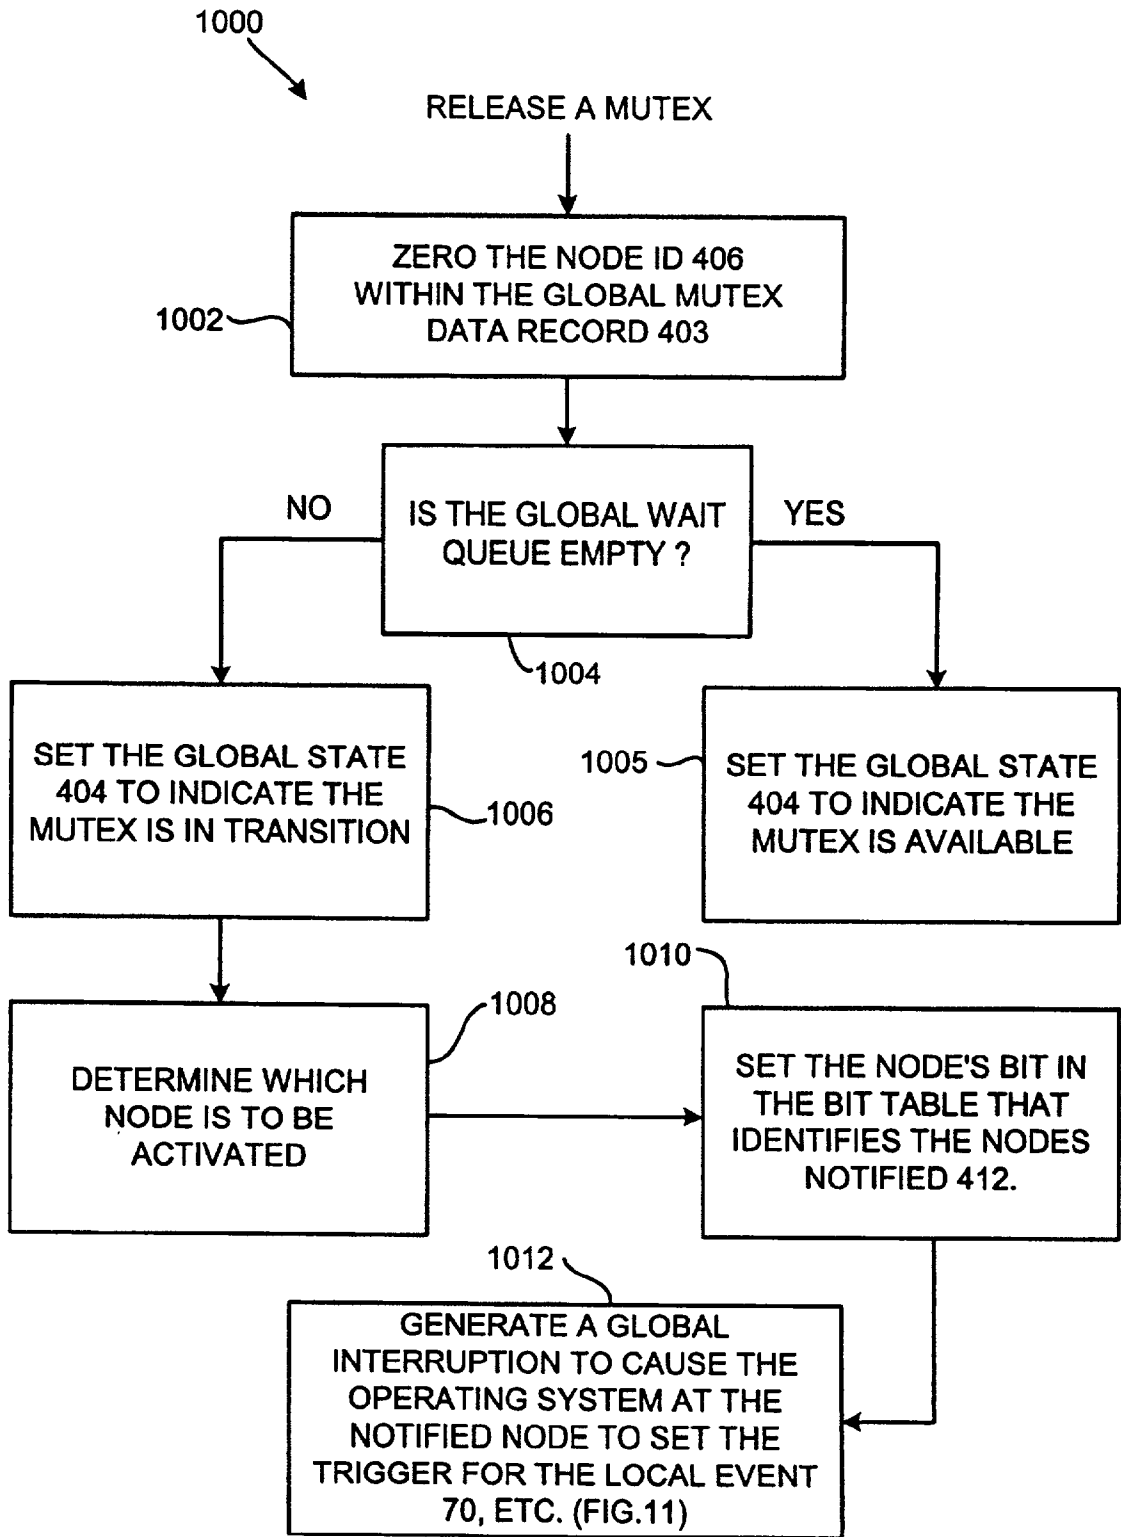 1000
RELEASE A MUTEX
ZERO THE NODE ID 406
WITHIN THE GLOBAL MUTEX
DATA RECORD 403
1002
NO
IS THE GLOBAL WAIT
QUEUE EMPTY ?
YES
1004
SET THE GLOBAL STATE
404 TO INDICATE THE
MUTEX IS IN TRANSITION
1006
1005
SET THE GLOBAL STATE
404 TO INDICATE THE
MUTEX IS AVAILABLE
1008
DETERMINE WHICH
NODE IS TO BE
ACTIVATED
1010
SET THE NODE'S BIT IN
THE BIT TABLE THAT
IDENTIFIES THE NODES
NOTIFIED 412.
1012
GENERATE A GLOBAL
INTERRUPTION TO CAUSE THE
OPERATING SYSTEM AT THE
NOTIFIED NODE TO SET THE
TRIGGER FOR THE LOCAL EVENT
70, ETC. (FIG.11)